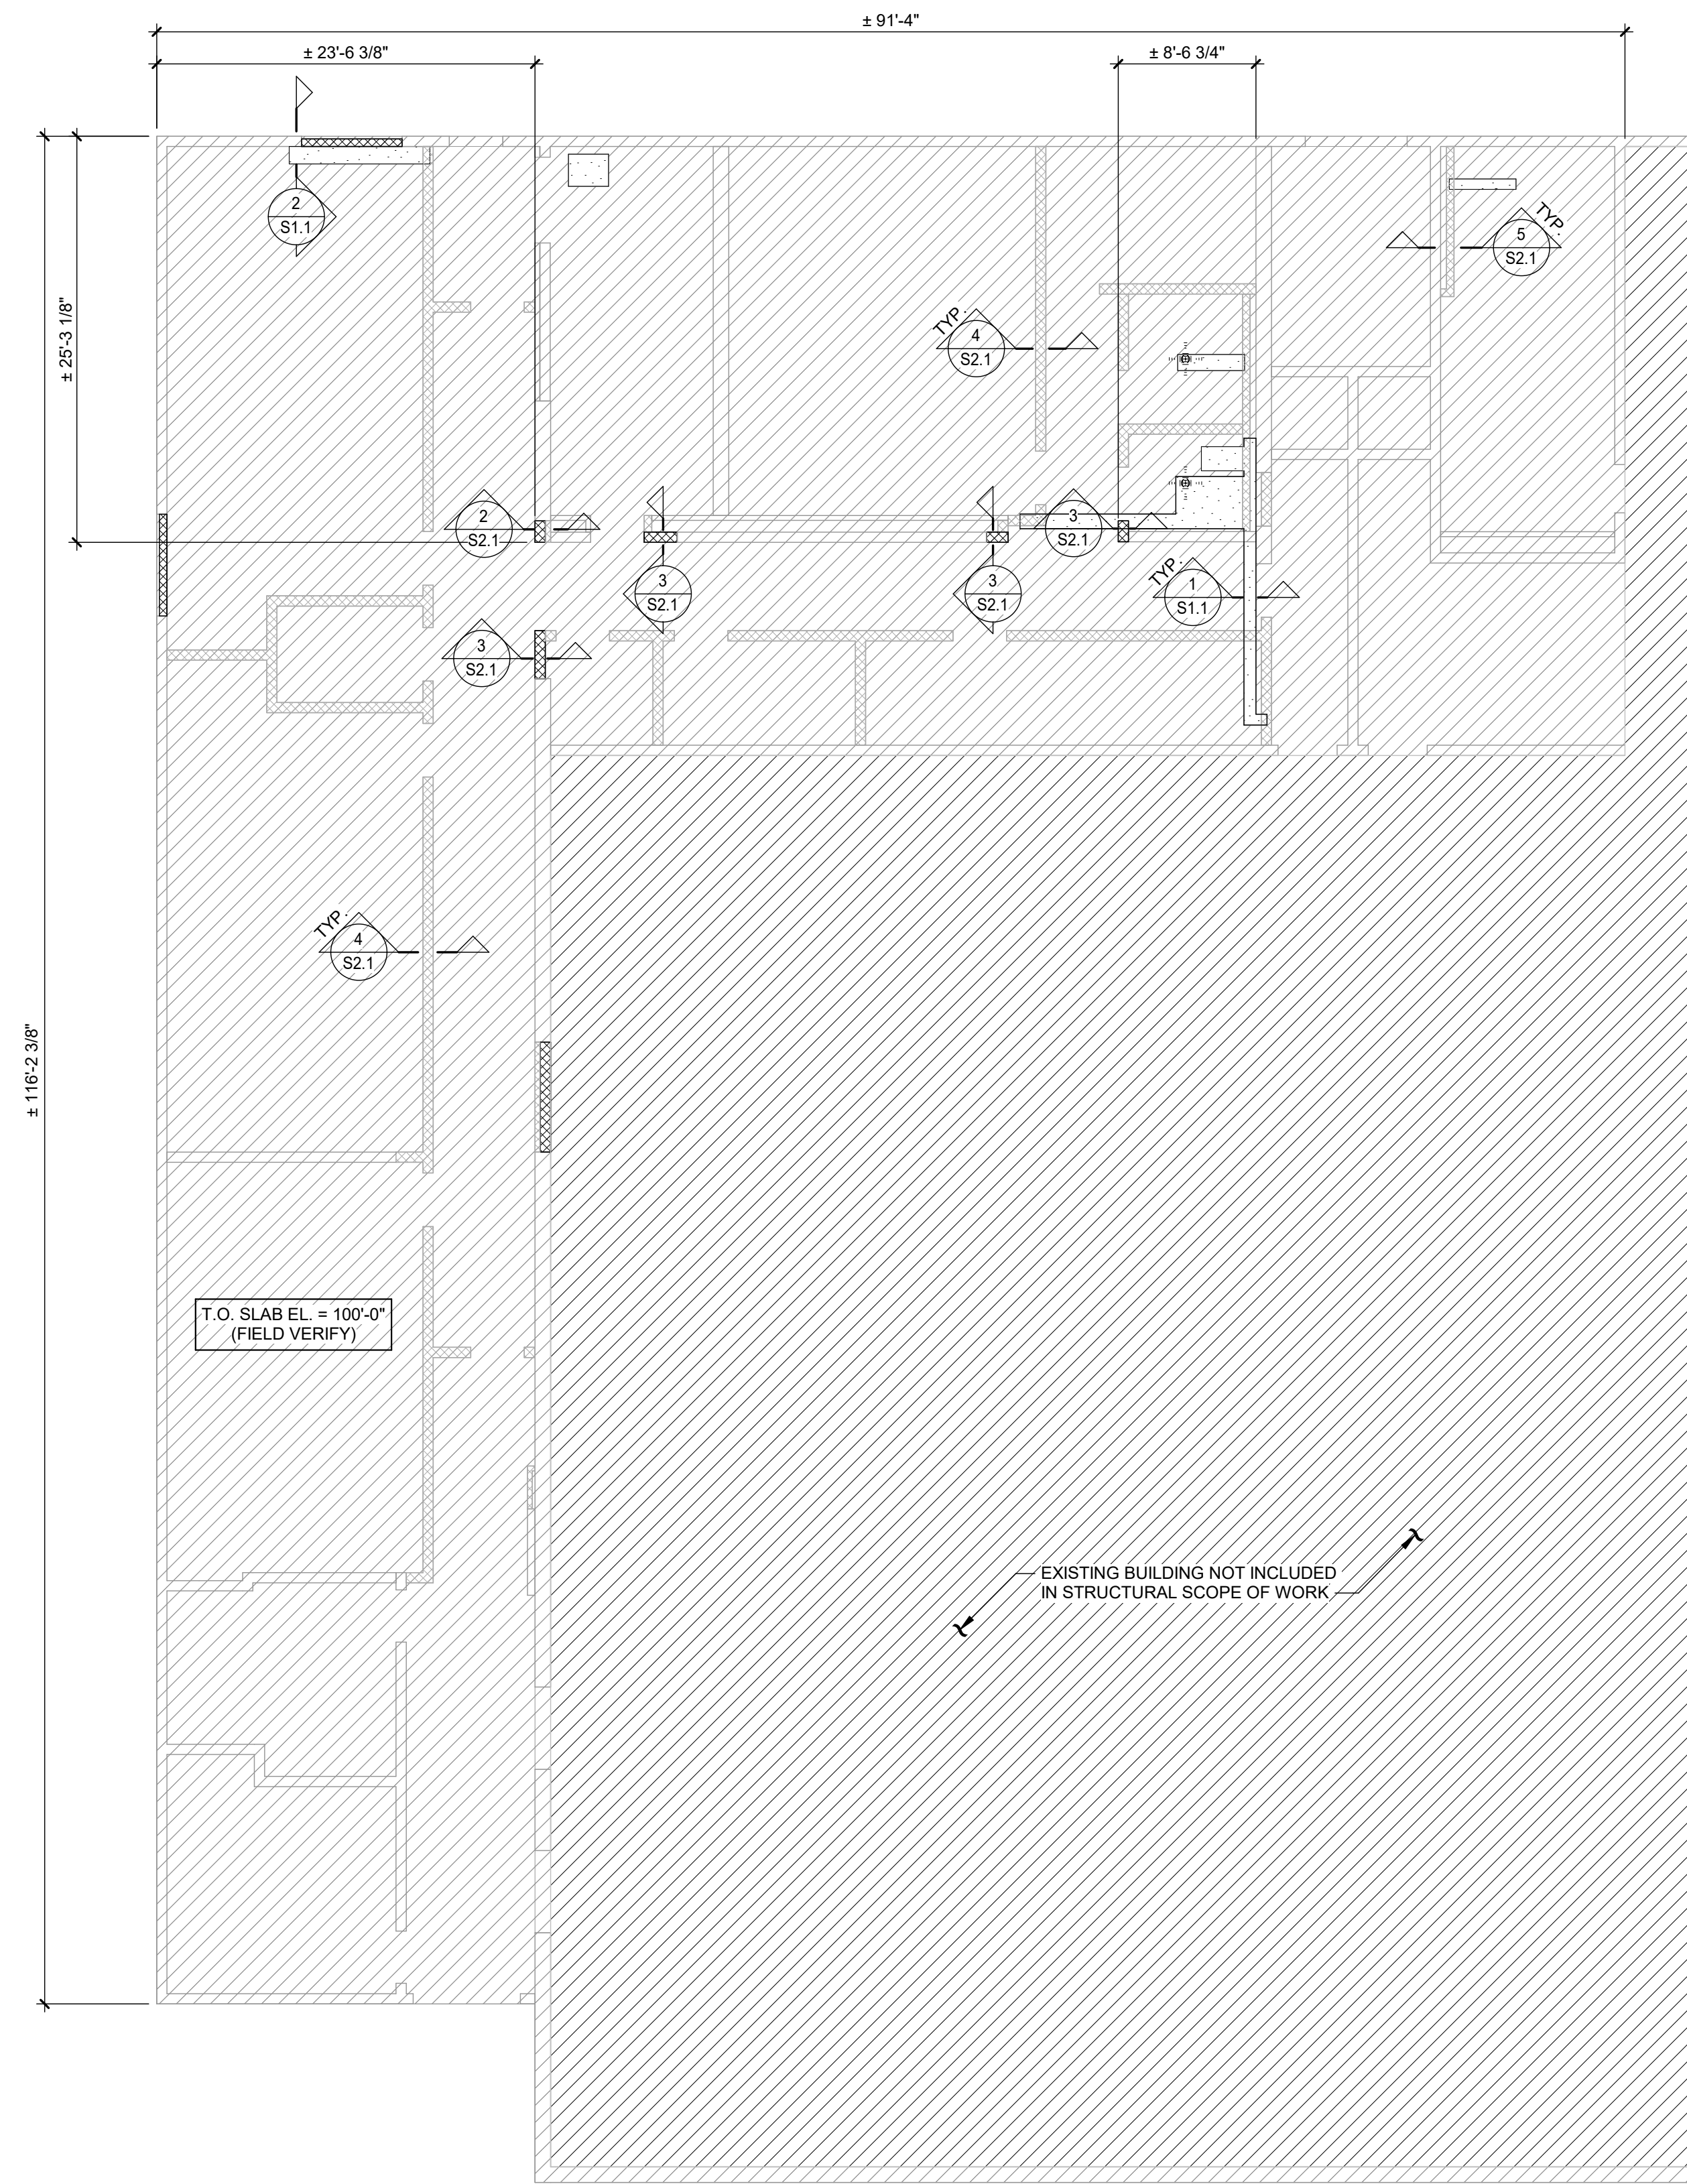 ± 91'-4"
± 23'-6 3/8"
± 8'-6 3/4"
2
S1.1
TYP.
5
S2.1
± 25'-3 1/8"
TYP.
4
S2.1
2
S2.1
3
S2.1
3
S2.1
3
S2.1
TYP.
1
S1.1
3
S2.1
TYP.
4
S2.1
± 116'-2 3/8"
T.O. SLAB EL. = 100'-0"
(FIELD VERIFY)
EXISTING BUILDING NOT INCLUDED
IN STRUCTURAL SCOPE OF WORK